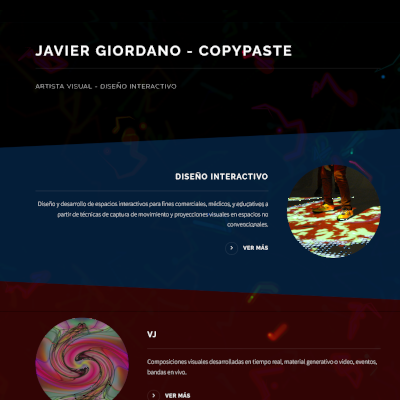 JAVIER GIORDANO - COPYPASTE
ARTISTA VISUAL - DISEÑO INTERACTIVO
DISEÑO INTERACTIVO
Diseño y desarrollo de espacios interactivos para fines comerciales, médicos, y educativos a
partir de técnicas de captura de movimiento y proyecciones visuales en espacios no
convencionales.
VER MÁS
VJ
Composiciones visuales desarrolladas en tiempo real, material generativo o video, eventos,
bandas en vivo.
VER MÁS